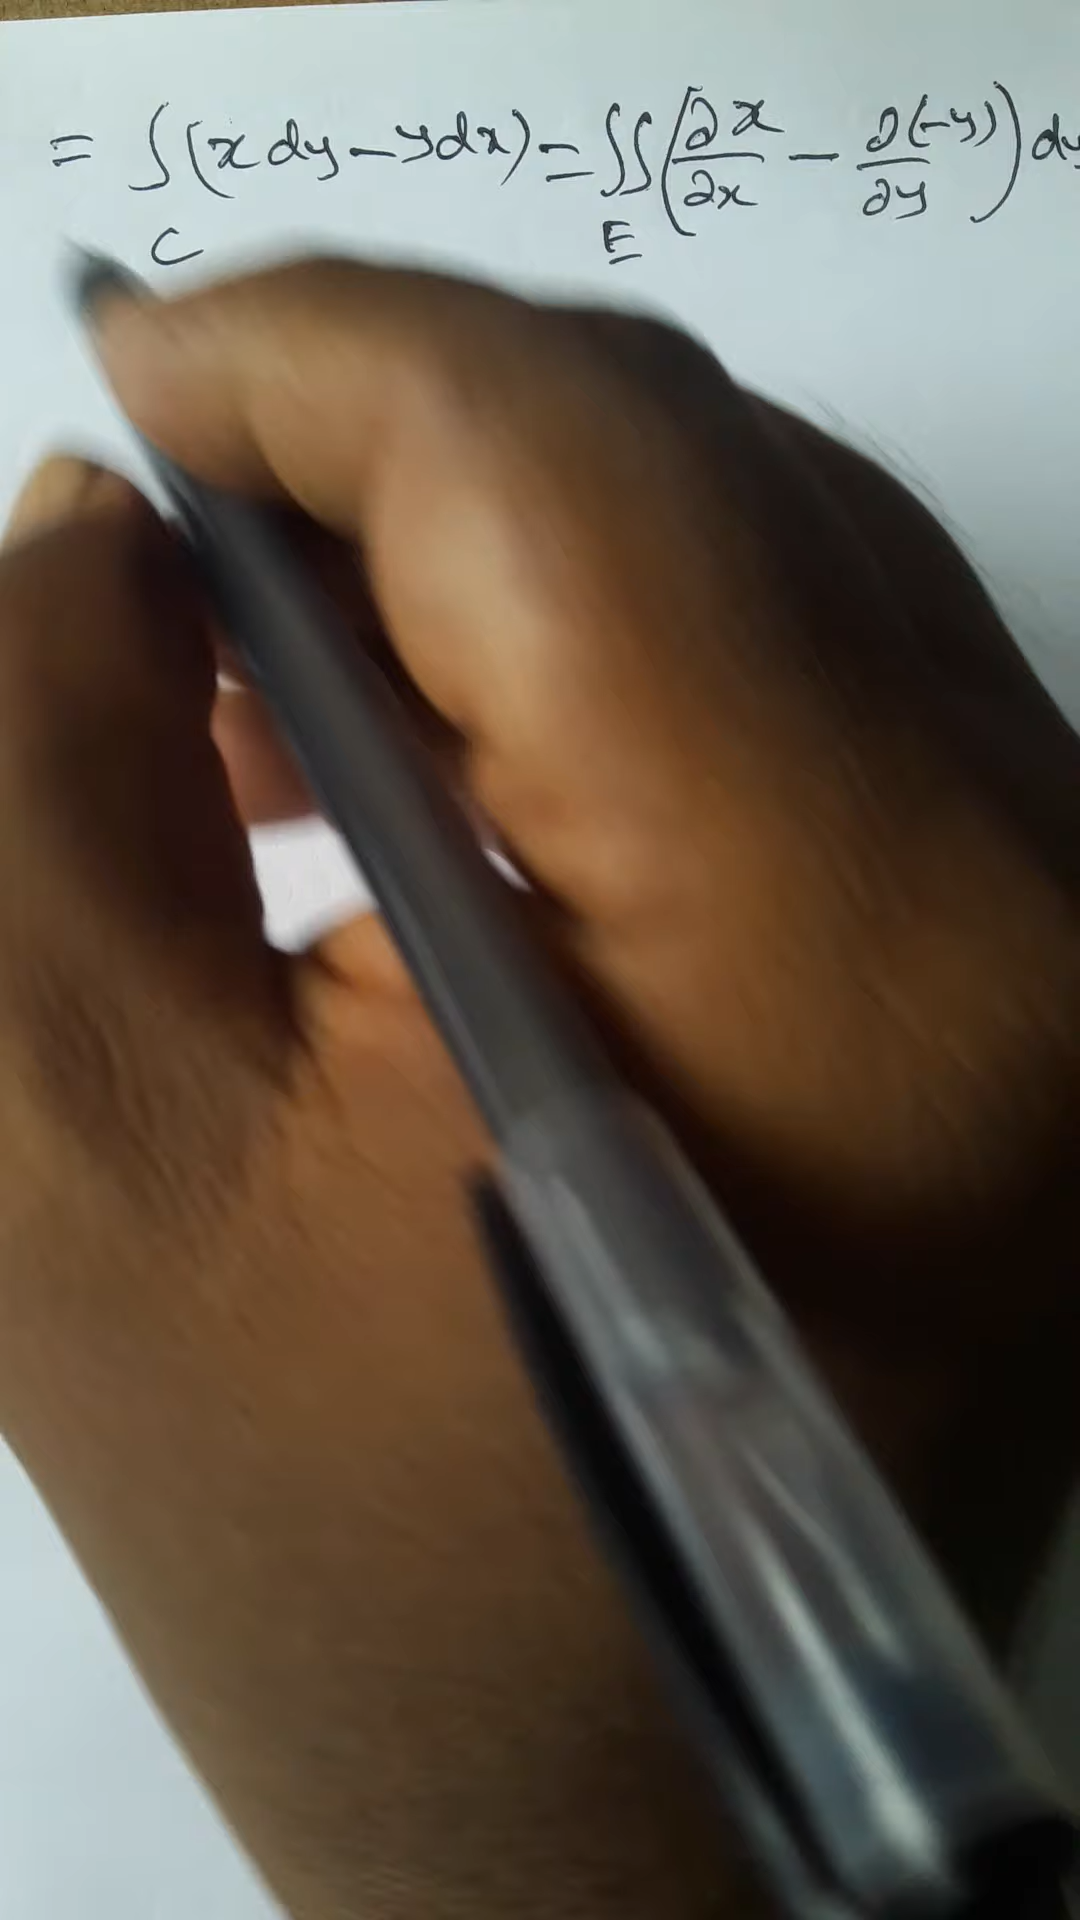 = ∫(x dy - y dx) = ∬(∂x/∂x - ∂(-y)/∂y) d
C E